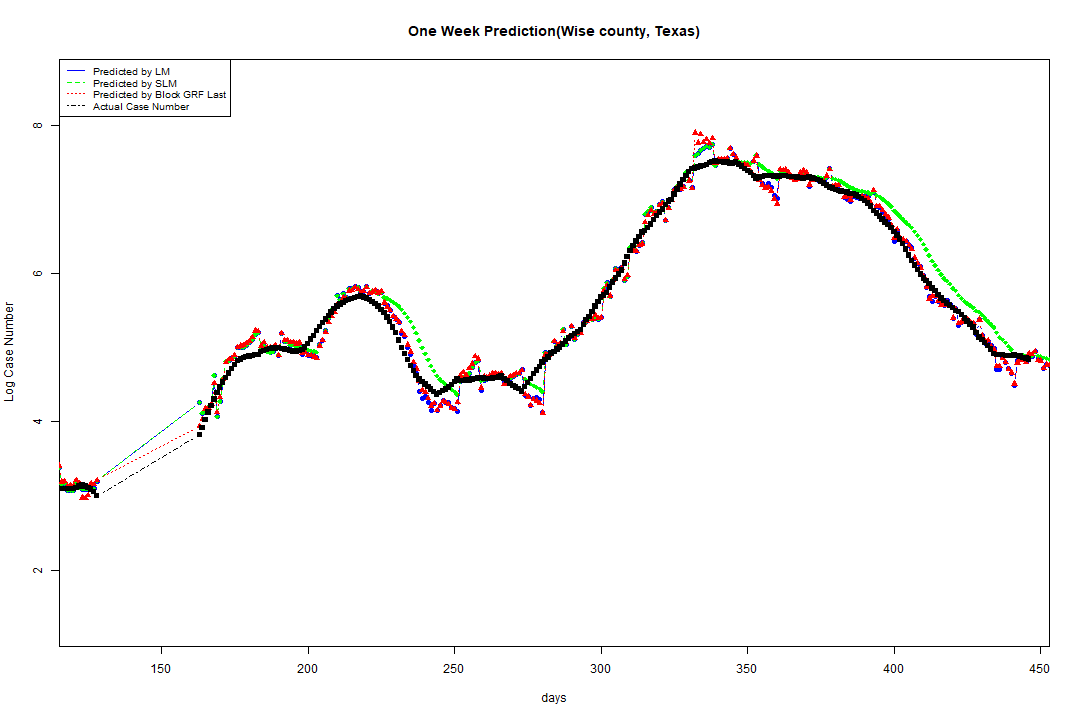 One Week Prediction(Wise county, Texas)
Predicted by LM
Predicted by SLM
Predicted by Block GRF Last
Actual Case Number
8
6
4
2
Log Case Number
150 200 250 300 350 400 450
days